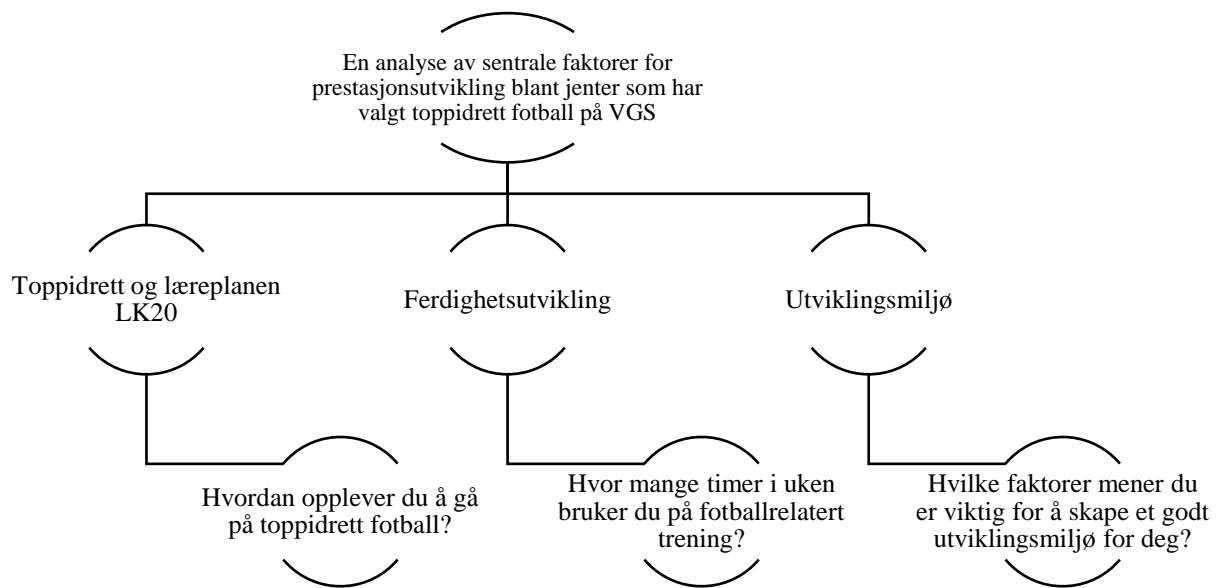 En analyse av sentrale faktorer for
prestasjonsutvikling blant jenter som har
valgt toppidrett fotball på VGS
Toppidrett og læreplanen
LK20
Ferdighetsutvikling
Utviklingsmiljø
Hvordan opplever du å gå
på toppidrett fotball?
Hvor mange timer i uken
bruker du på fotballrelatert
trening?
Hvilke faktorer mener du
er viktig for å skape et godt
utviklingsmiljø for deg?